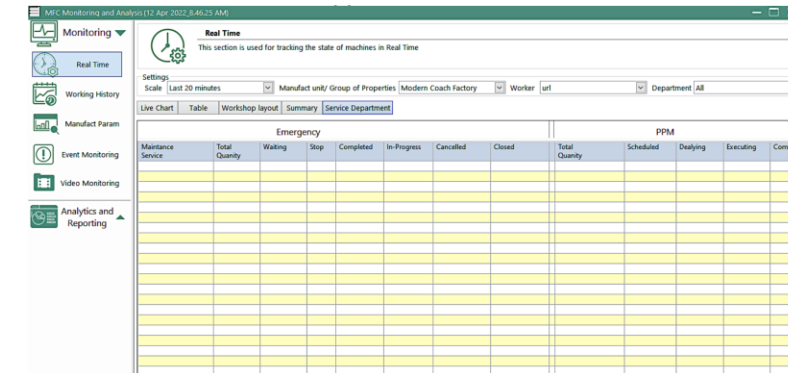 MFC Monitoring and Analysis (12 Apr 2022_8.46.25 AM)
Monitoring
Real Time
Working History
Manufact Param
Event Monitoring
Video Monitoring
Analytics and
Reporting
Real Time
This section is used for tracking the state of machines in Real Time
Settings
Scale Last 20 minutes Manufact unit/ Group of Properties Modern Coach Factory Worker url Department All
Live Chart Table Workshop layout Summary Service Department
Emergency PPM
Maintance Total Waiting Stop Completed In-Progress Cancelled Closed Total Scheduled Dealying Executing Com
Service Quanity Quanity